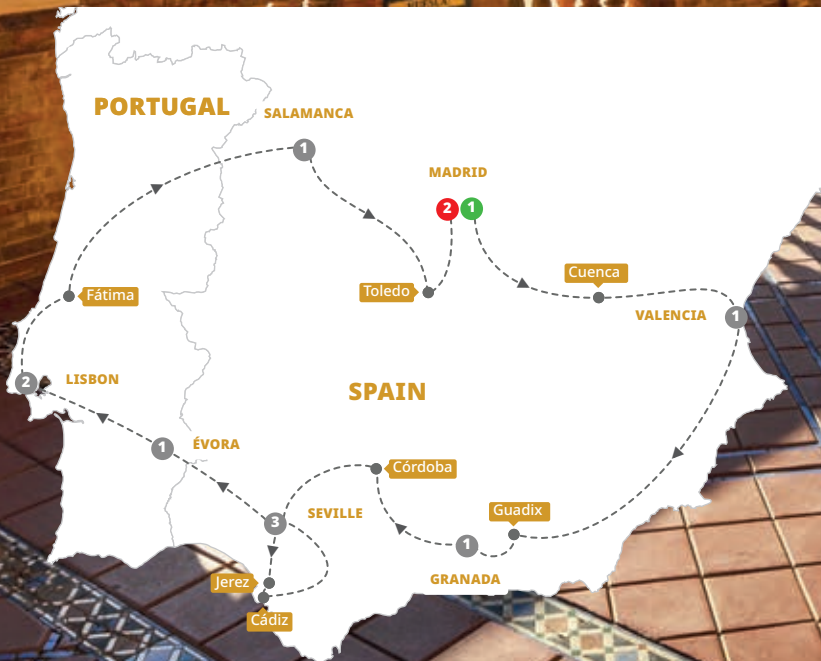 PORTUGAL
SALAMANCA
1
MADRID
2
1
Cuenca
Toledo
Fátima
VALENCIA
1
2
LISBON
SPAIN
1
ÉVORA
Córdoba
3
SEVILLE
Guadix
1
GRANADA
Jerez
Cádiz